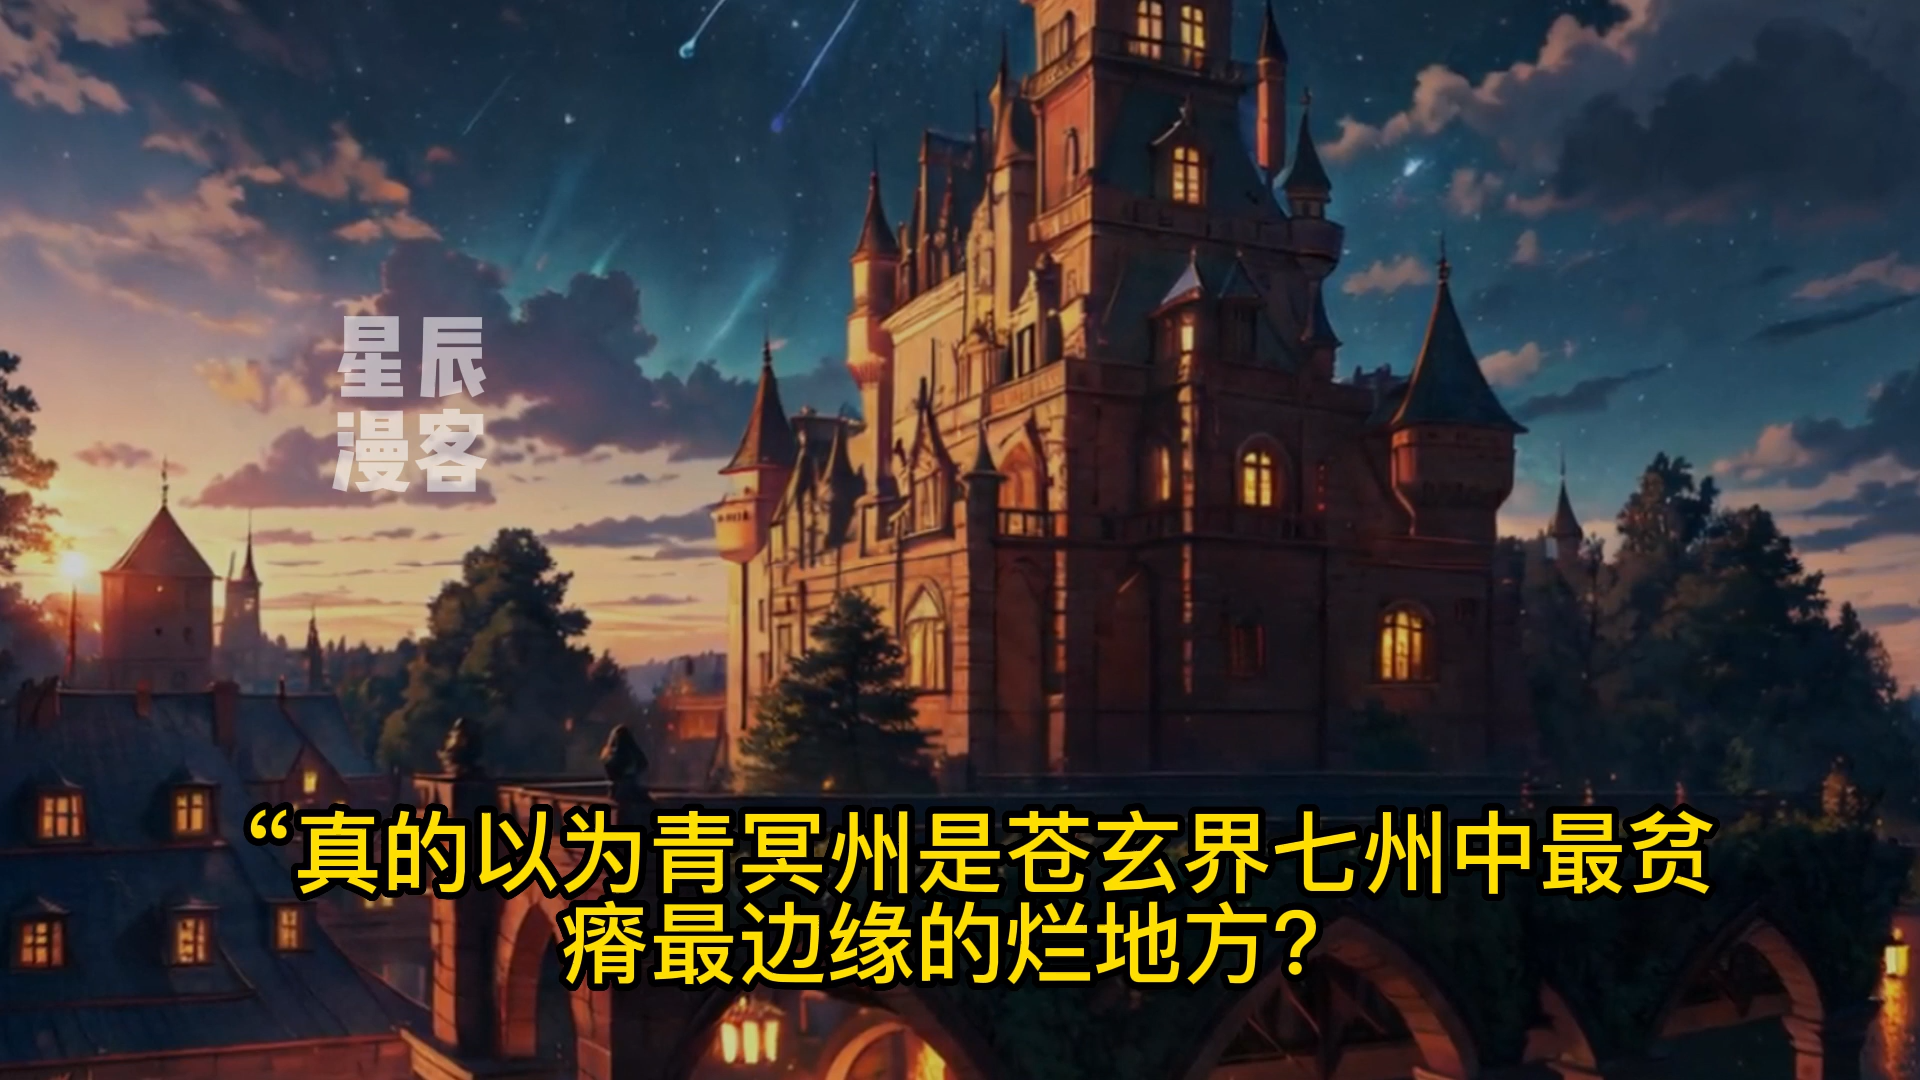 星辰
漫客
“真的以为青冥州是苍玄界七州中最贫
瘠最边缘的烂地方？